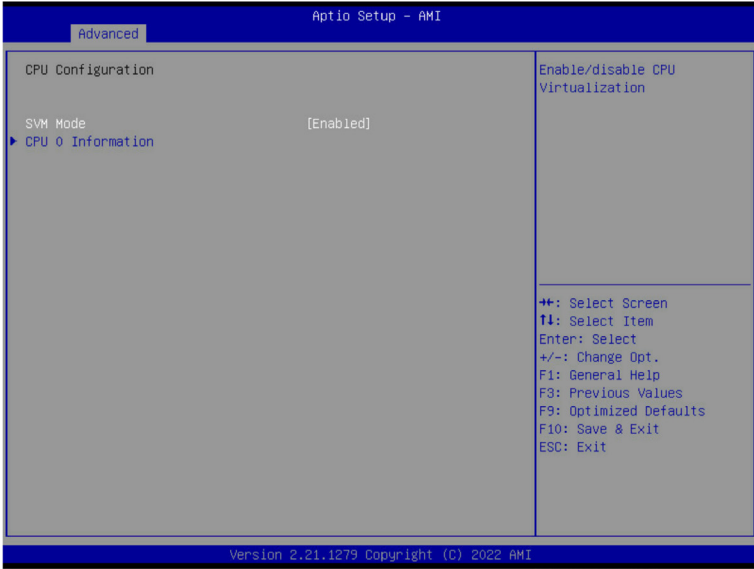 Aptio Setup - AMI
Advanced
CPU Configuration
SVM Mode [Enabled]
▶ CPU 0 Information
Enable/disable CPU
Virtualization
→←: Select Screen
↑↓: Select Item
Enter: Select
+/-: Change Opt.
F1: General Help
F3: Previous Values
F9: Optimized Defaults
F10: Save & Exit
ESC: Exit
Version 2.21.1279 Copyright (C) 2022 AMI